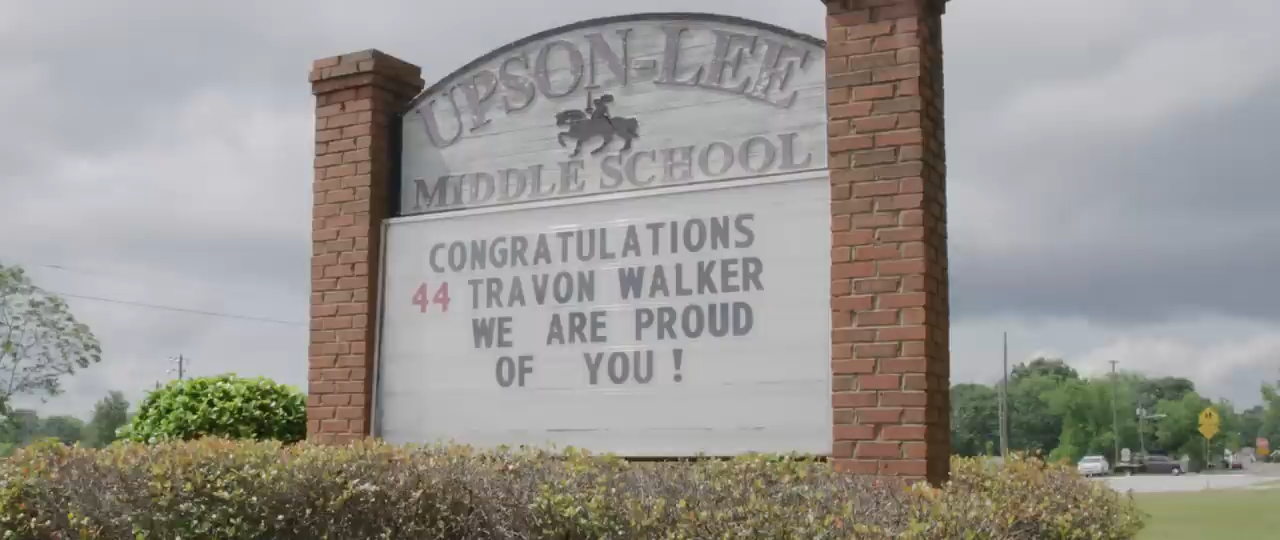 UPSON-LEE
MIDDLE SCHOOL
CONGRATULATIONS
44 TRAVON WALKER
WE ARE PROUD
OF YOU!